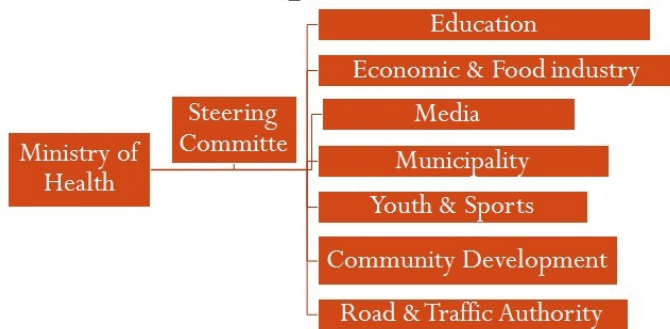 Ministry of
Health
Steering
Committe
Education
Economic & Food industry
Media
Municipality
Youth & Sports
Community Development
Road & Traffic Authority